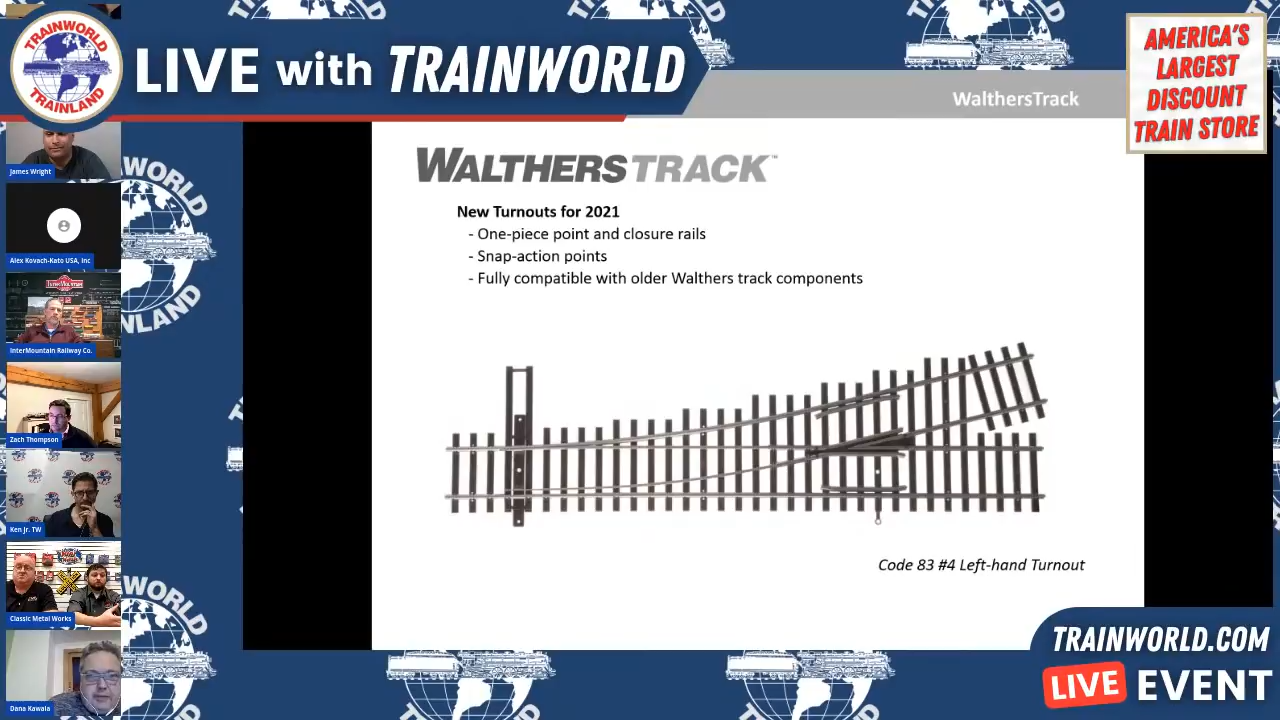 TRAINWORLD
TRAINLAND
LIVE with TRAINWORLD
WalthersTrack
AMERICA'S
LARGEST
DISCOUNT
TRAIN STORE
WALTHERSTRACK™
New Turnouts for 2021
- One-piece point and closure rails
- Snap-action points
- Fully compatible with older Walthers track components
Code 83 #4 Left-hand Turnout
James Wright
Alex Kovach-Kato USA, Inc
InterMountain Railway Co.
Zach Thompson
Ken Jr. TW
Classic Metal Works
Dana Kawala
TRAINWORLD.COM
LIVE EVENT